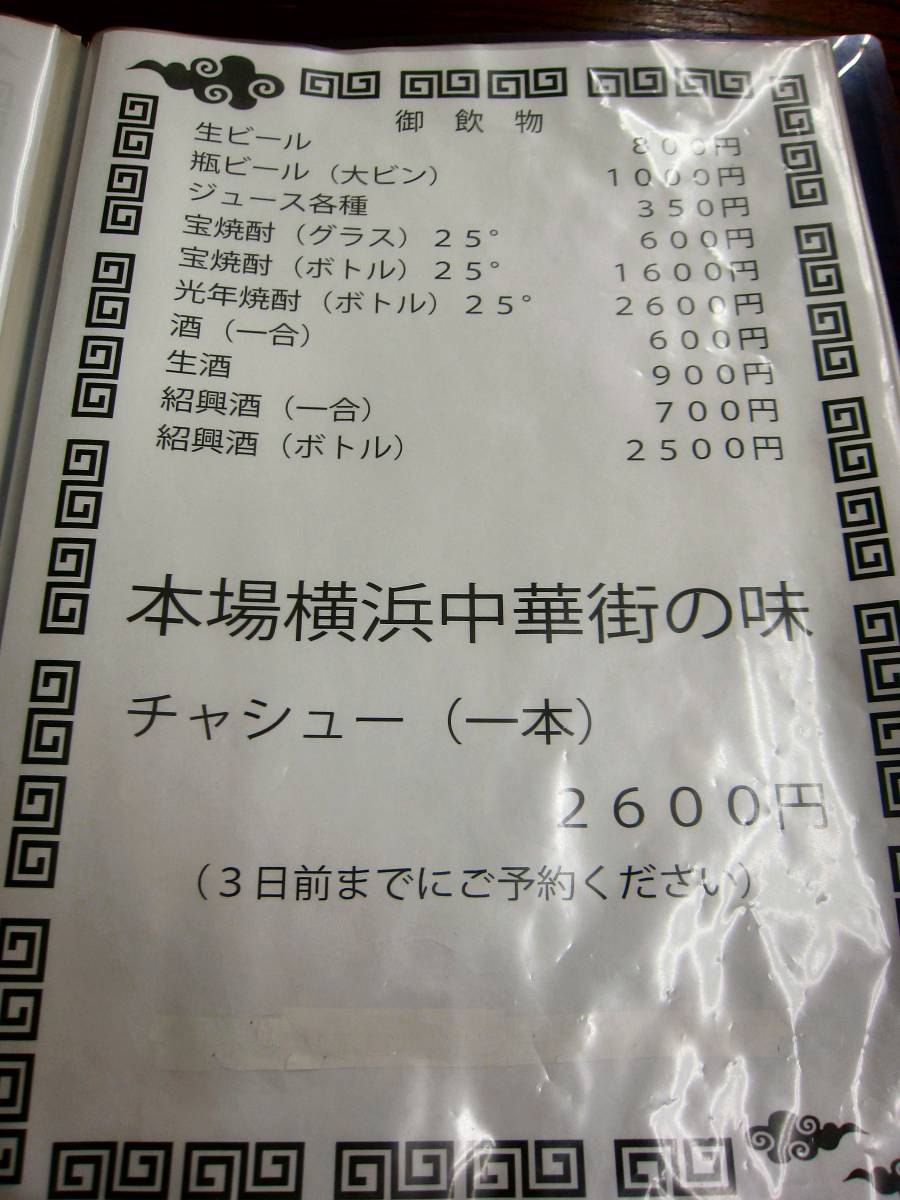 御飲物
生ビール ８００円
瓶ビール（大ビン） １０００円
ジュース各種 ３５０円
宝焼酎（グラス）２５° ６００円
宝焼酎（ボトル）２５° １６００円
光年焼酎（ボトル）２５° ２６００円
酒（一合） ６００円
生酒 ９００円
紹興酒（一合） ７００円
紹興酒（ボトル） ２５００円
本場横浜中華街の味
チャシュー（一本）
２６００円
（３日前までにご予約ください）